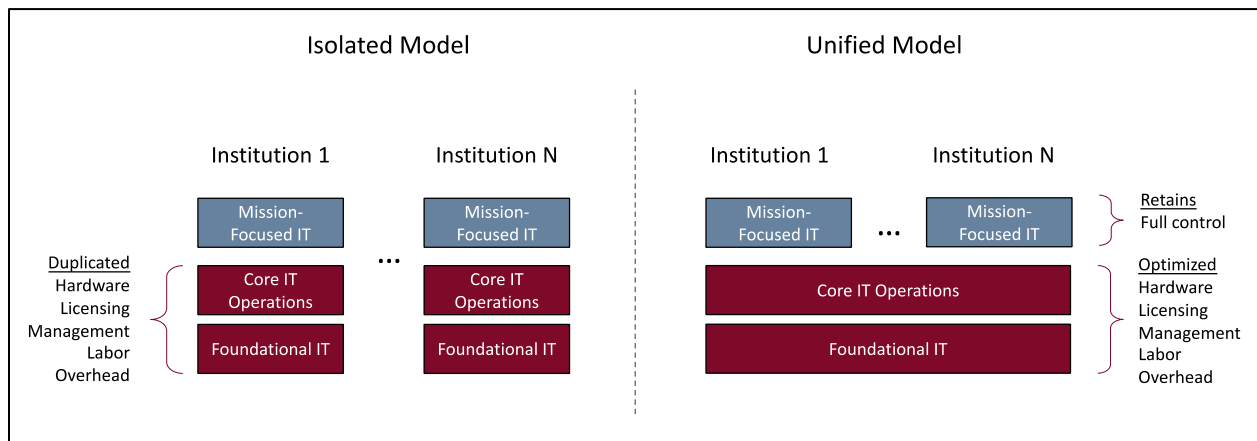 Isolated Model
Institution 1
Institution N
Mission-
Focused IT
Mission-
Focused IT
...
Duplicated
Hardware
Licensing
Management
Labor
Overhead
Core IT
Operations
Core IT
Operations
Foundational IT
Foundational IT
Unified Model
Institution 1
Institution N
Mission-
Focused IT
...
Mission-
Focused IT
Retains
Full control
Core IT Operations
Foundational IT
Optimized
Hardware
Licensing
Management
Labor
Overhead